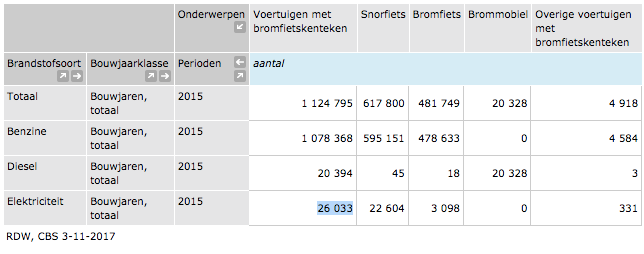 Onderwerpen Voertuigen met bromfietskenteken Snorfiets Bromfiets Brommobiel Overige voertuigen met bromfietskenteken
Brandstofsoort Bouwjaarklasse Perioden aantal
Totaal Bouwjaren, totaal 2015 1 124 795 617 800 481 749 20 328 4 918
Benzine Bouwjaren, totaal 2015 1 078 368 595 151 478 633 0 4 584
Diesel Bouwjaren, totaal 2015 20 394 45 18 20 328 3
Elektriciteit Bouwjaren, totaal 2015 26 033 22 604 3 098 0 331
RDW, CBS 3-11-2017